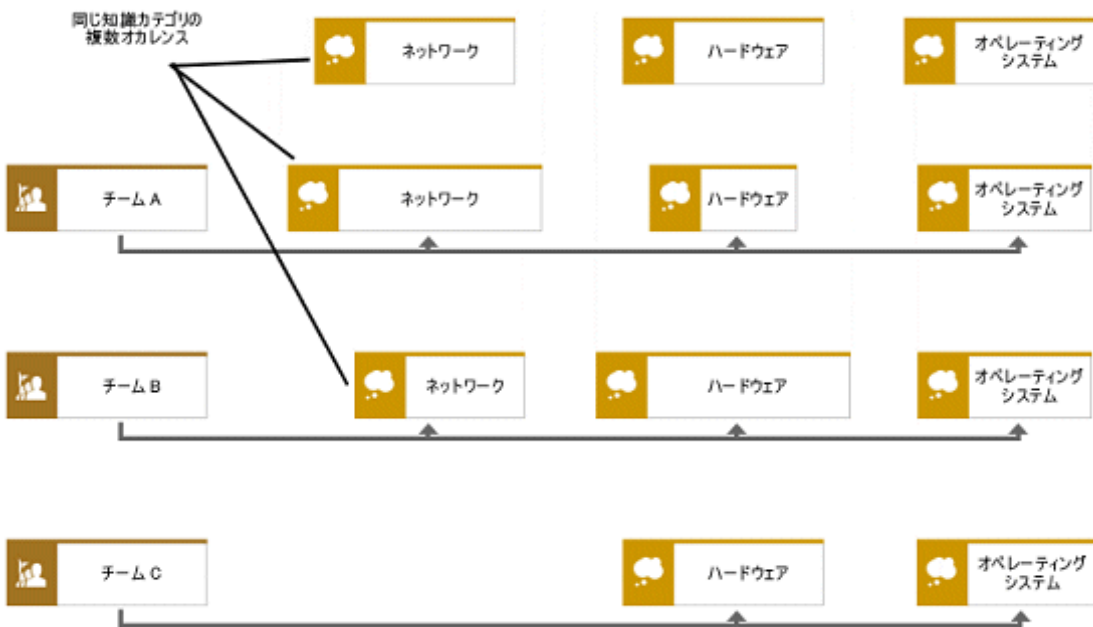 同じ知識カテゴリの
複数オカレンス
ネットワーク
ハードウェア
オペレーティング
システム
チーム A
ネットワーク
ハードウェア
オペレーティング
システム
チーム B
ネットワーク
ハードウェア
オペレーティング
システム
チーム C
ハードウェア
オペレーティング
システム